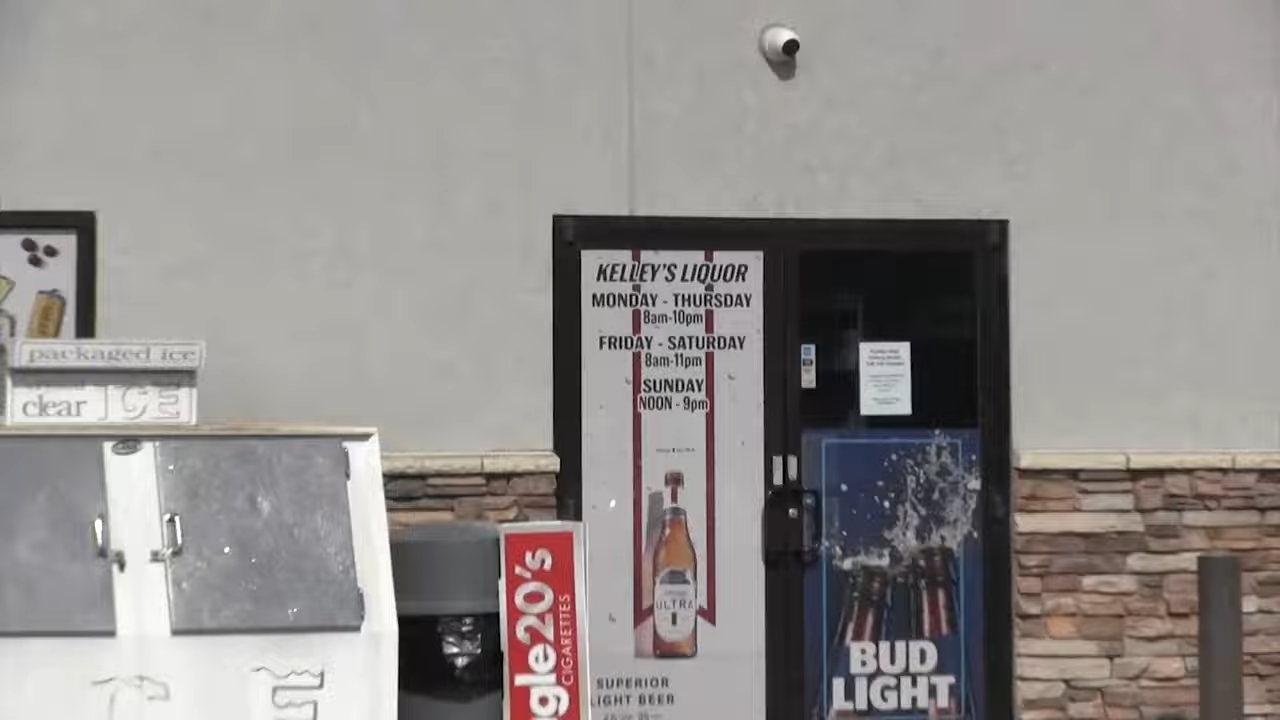 KELLEY'S LIQUOR
MONDAY - THURSDAY
8am-10pm
FRIDAY - SATURDAY
8am-11pm
SUNDAY
NOON - 9pm
packaged ice
clear ICE
ULTRA
SUPERIOR
LIGHT BEER
gle20's
CIGARETTES
BUD
LIGHT